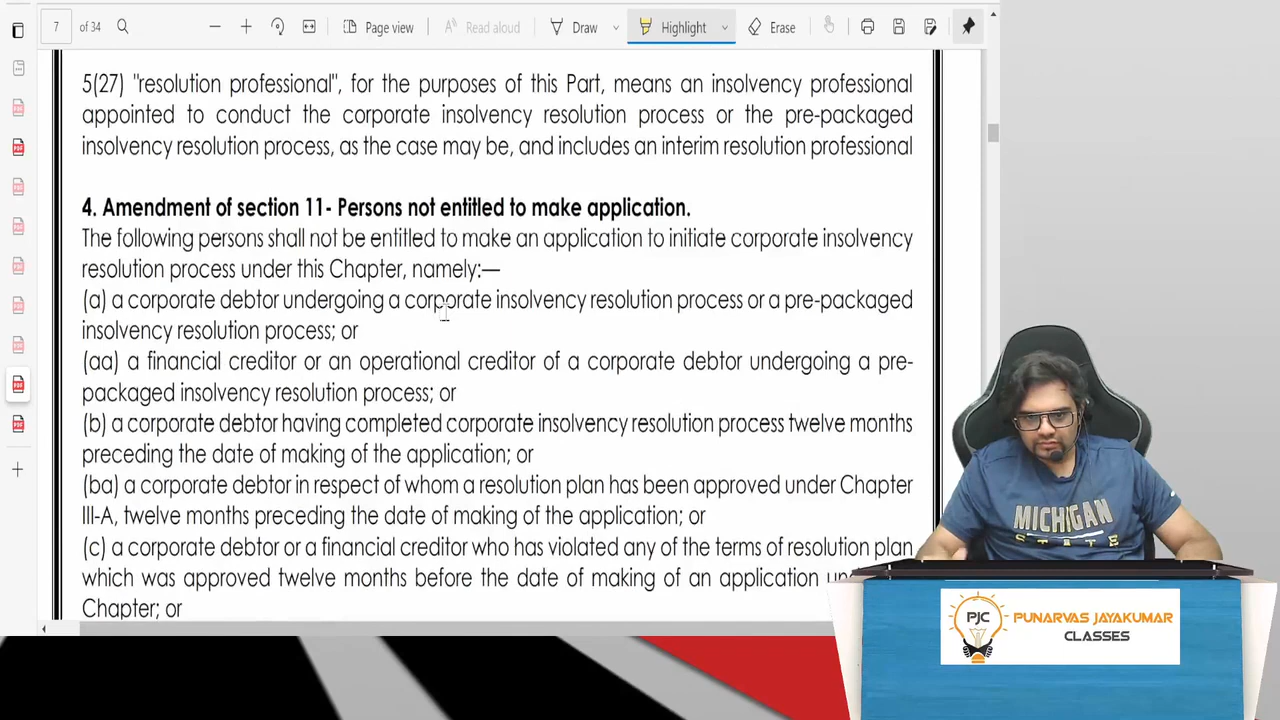 7 of 34 Page view Read aloud Draw Highlight Erase
5(27) "resolution professional", for the purposes of this Part, means an insolvency professional
appointed to conduct the corporate insolvency resolution process or the pre-packaged
insolvency resolution process, as the case may be, and includes an interim resolution professional
4. Amendment of section 11- Persons not entitled to make application.
The following persons shall not be entitled to make an application to initiate corporate insolvency
resolution process under this Chapter, namely:—
(a) a corporate debtor undergoing a corporate insolvency resolution process or a pre-packaged
insolvency resolution process; or
(aa) a financial creditor or an operational creditor of a corporate debtor undergoing a pre-
packaged insolvency resolution process; or
(b) a corporate debtor having completed corporate insolvency resolution process twelve months
preceding the date of making of the application; or
(ba) a corporate debtor in respect of whom a resolution plan has been approved under Chapter
III-A, twelve months preceding the date of making of the application; or
(c) a corporate debtor or a financial creditor who has violated any of the terms of resolution plan
which was approved twelve months before the date of making of an application
Chapter; or
MICHIGAN
STATE
PJC
PUNARVAS JAYAKUMAR
CLASSES